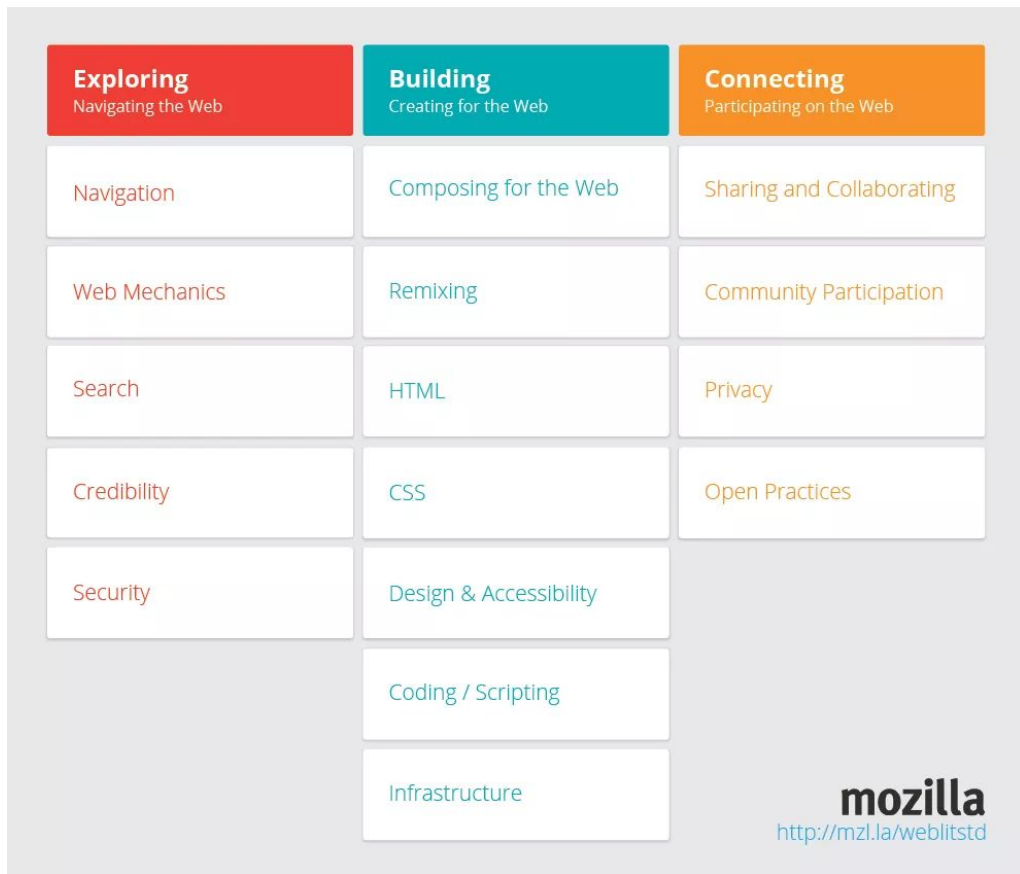 Exploring
Navigating the Web
Navigation
Web Mechanics
Search
Credibility
Security
Building
Creating for the Web
Composing for the Web
Remixing
HTML
CSS
Design & Accessibility
Coding / Scripting
Infrastructure
Connecting
Participating on the Web
Sharing and Collaborating
Community Participation
Privacy
Open Practices
mozilla
http://mzl.la/weblitstd